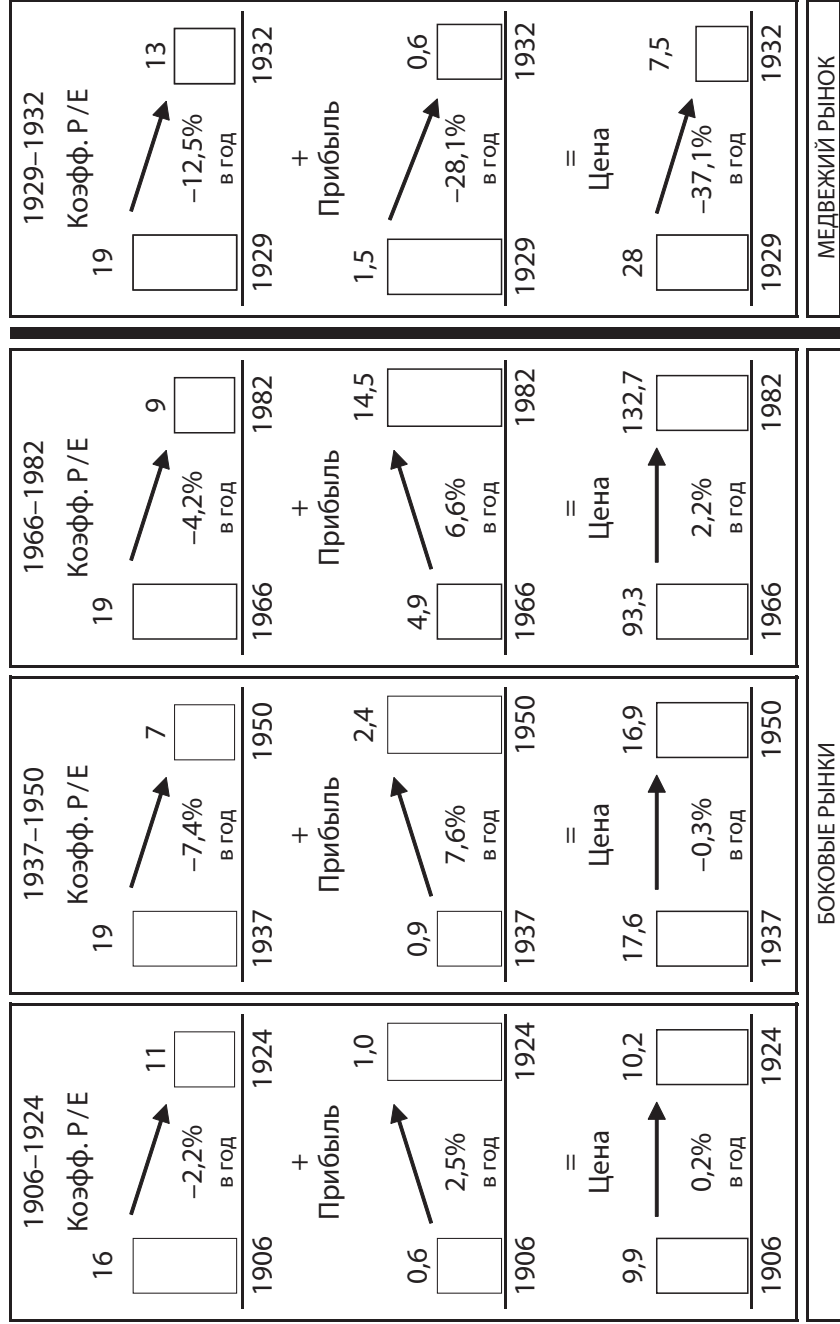 1906–1924
Коэфф. P/E
16
11
–2,2%
в год
1906
1924
+
Прибыль
0,6
1,0
2,5%
в год
1906
1924
=
Цена
9,9
10,2
0,2%
в год
1906
1924
1937–1950
Коэфф. P/E
19
7
–7,4%
в год
1937
1950
+
Прибыль
0,9
2,4
7,6%
в год
1937
1950
=
Цена
17,6
16,9
–0,3%
в год
1937
1950
1966–1982
Коэфф. P/E
19
9
–4,2%
в год
1966
1982
+
Прибыль
4,9
14,5
6,6%
в год
1966
1982
=
Цена
93,3
132,7
2,2%
в год
1966
1982
БОКОВЫЕ РЫНКИ
1929–1932
Коэфф. P/E
19
13
–12,5%
в год
1929
1932
+
Прибыль
1,5
0,6
–28,1%
в год
1929
1932
=
Цена
28
7,5
–37,1%
в год
1929
1932
МЕДВЕЖИЙ РЫНОК